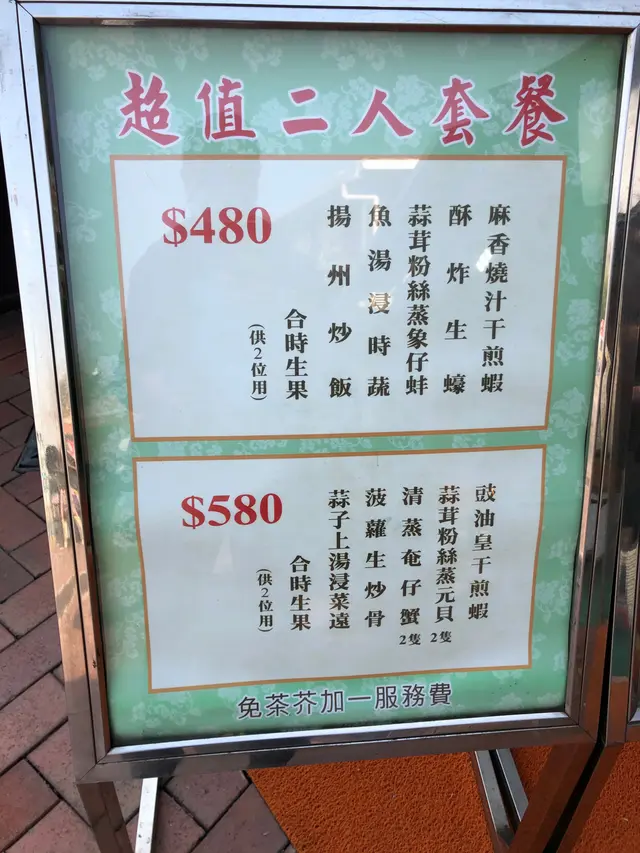 超值二人套餐
$480
麻香燒汁干煎蝦
酥炸生蠔
蒜茸粉絲蒸象仔蚌
魚湯浸時蔬
揚州炒飯
合時生果
(供2位用)
$580
豉油皇干煎蝦
蒜茸粉絲蒸元貝2隻
清蒸奄仔蟹2隻
菠蘿生炒骨
蒜子上湯浸菜遠
合時生果
(供2位用)
免茶芥加一服務費